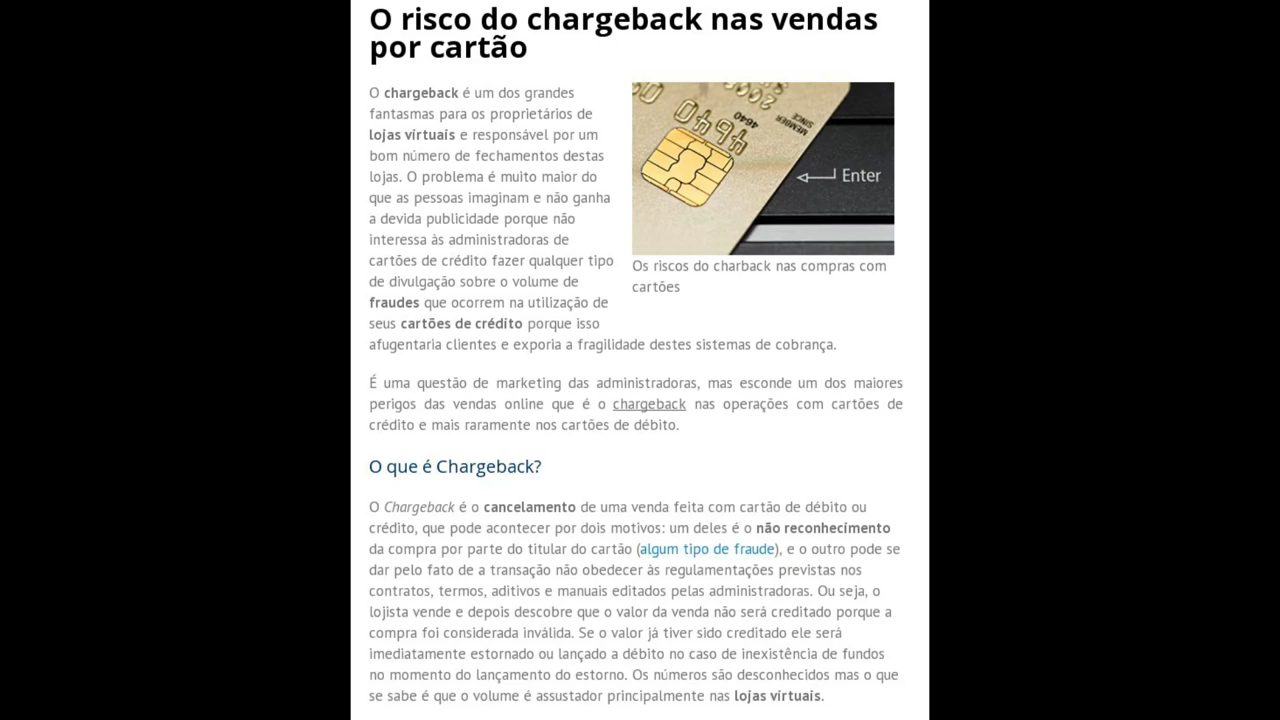 O risco do chargeback nas vendas
por cartão
O chargeback é um dos grandes
fantasmas para os proprietários de
lojas virtuais e responsável por um
bom número de fechamentos destas
lojas. O problema é muito maior do
que as pessoas imaginam e não ganha
a devida publicidade porque não
interessa às administradoras de
cartões de crédito fazer qualquer tipo
de divulgação sobre o volume de
fraudes que ocorrem na utilização de
seus cartões de crédito porque isso
afugentaria clientes e exporia a fragilidade destes sistemas de cobrança.
0494
4640
MEMBER
SINCE
Enter
Os riscos do charback nas compras com
cartões
É uma questão de marketing das administradoras, mas esconde um dos maiores
perigos das vendas online que é o chargeback nas operações com cartões de
crédito e mais raramente nos cartões de débito.
O que é Chargeback?
O Chargeback é o cancelamento de uma venda feita com cartão de débito ou
crédito, que pode acontecer por dois motivos: um deles é o não reconhecimento
da compra por parte do titular do cartão (algum tipo de fraude), e o outro pode se
dar pelo fato de a transação não obedecer às regulamentações previstas nos
contratos, termos, aditivos e manuais editados pelas administradoras. Ou seja, o
lojista vende e depois descobre que o valor da venda não será creditado porque a
compra foi considerada inválida. Se o valor já tiver sido creditado ele será
imediatamente estornado ou lançado a débito no caso de inexistência de fundos
no momento do lançamento do estorno. Os números são desconhecidos mas o que
se sabe é que o volume é assustador principalmente nas lojas virtuais.